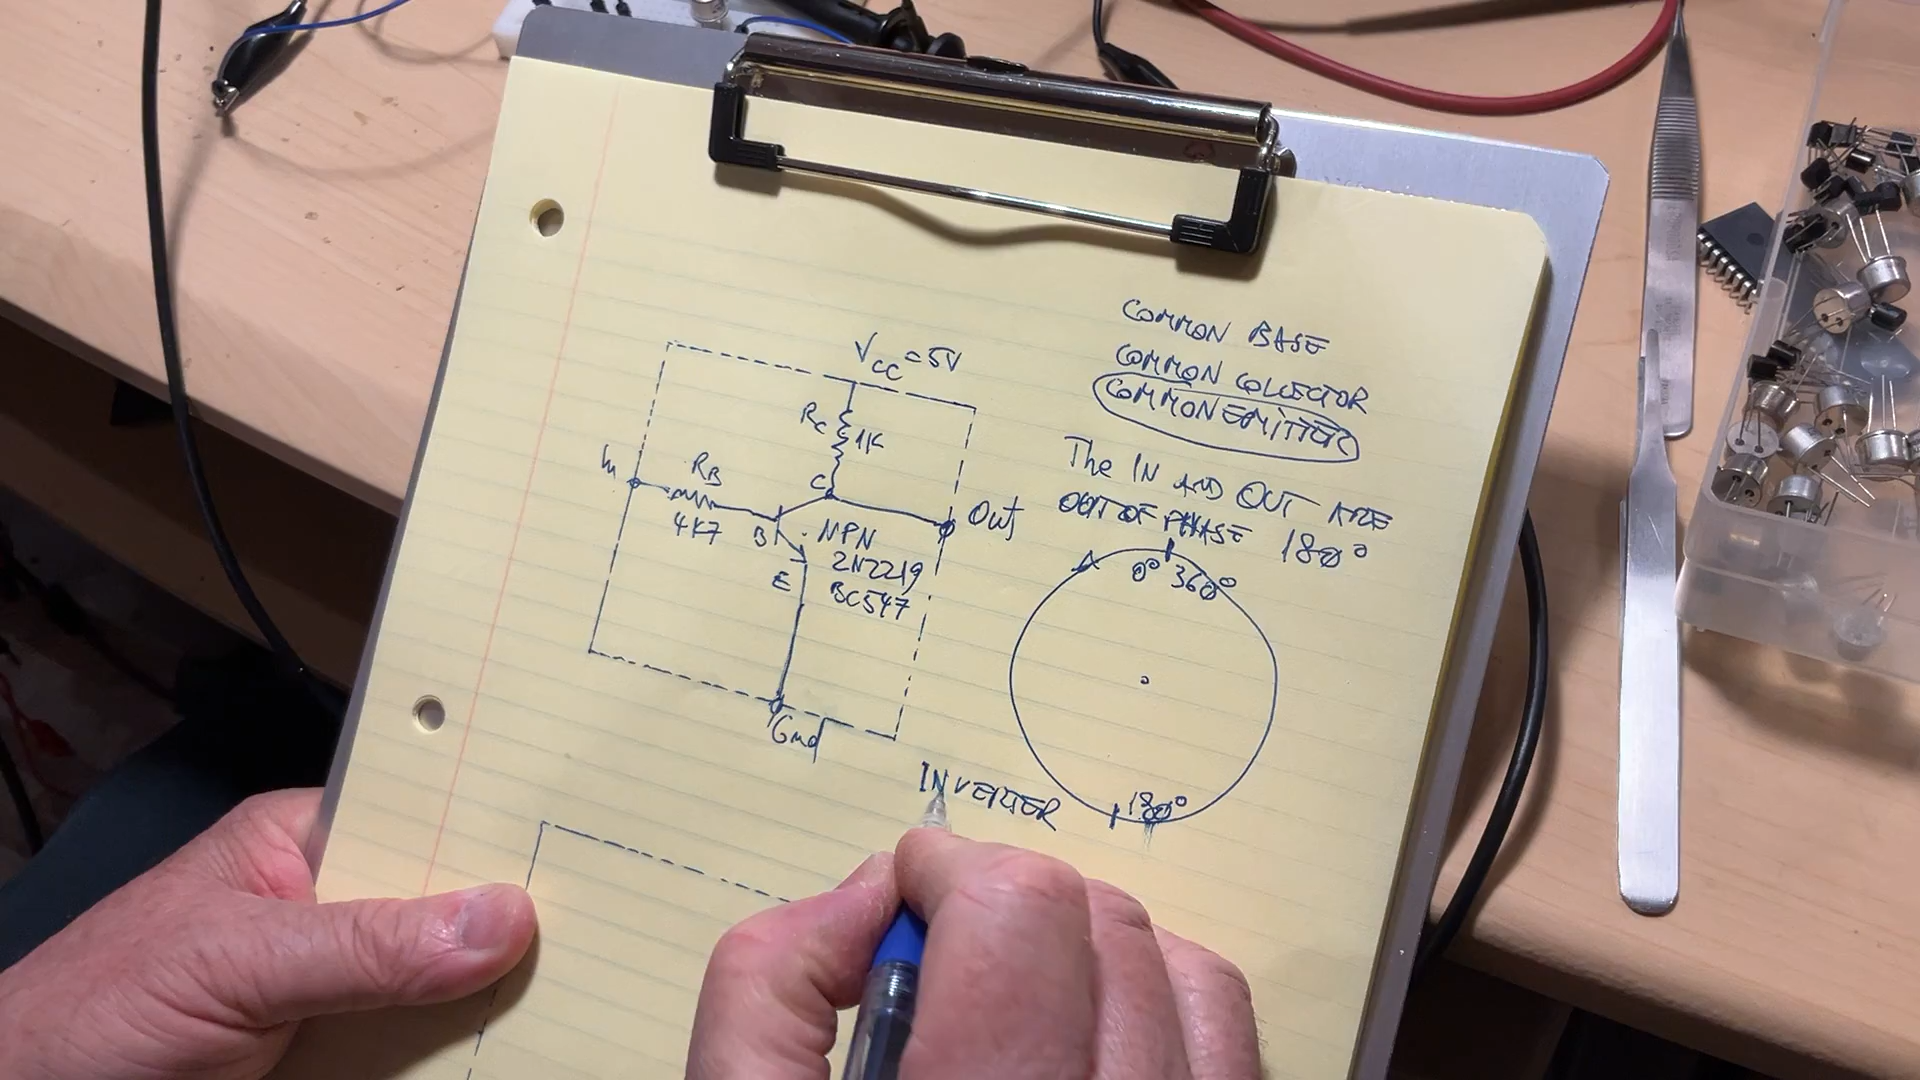 Vcc = 5V
Rc
1K
In
RB
4K7
C
B
E
NPN
2N2219
BC547
Out
Gnd
COMMON BASE
COMMON COLLECTOR
COMMON EMITTER
The IN AND OUT ARE
OUT OF PHASE 180°
0° 360°
180°
INVERTER